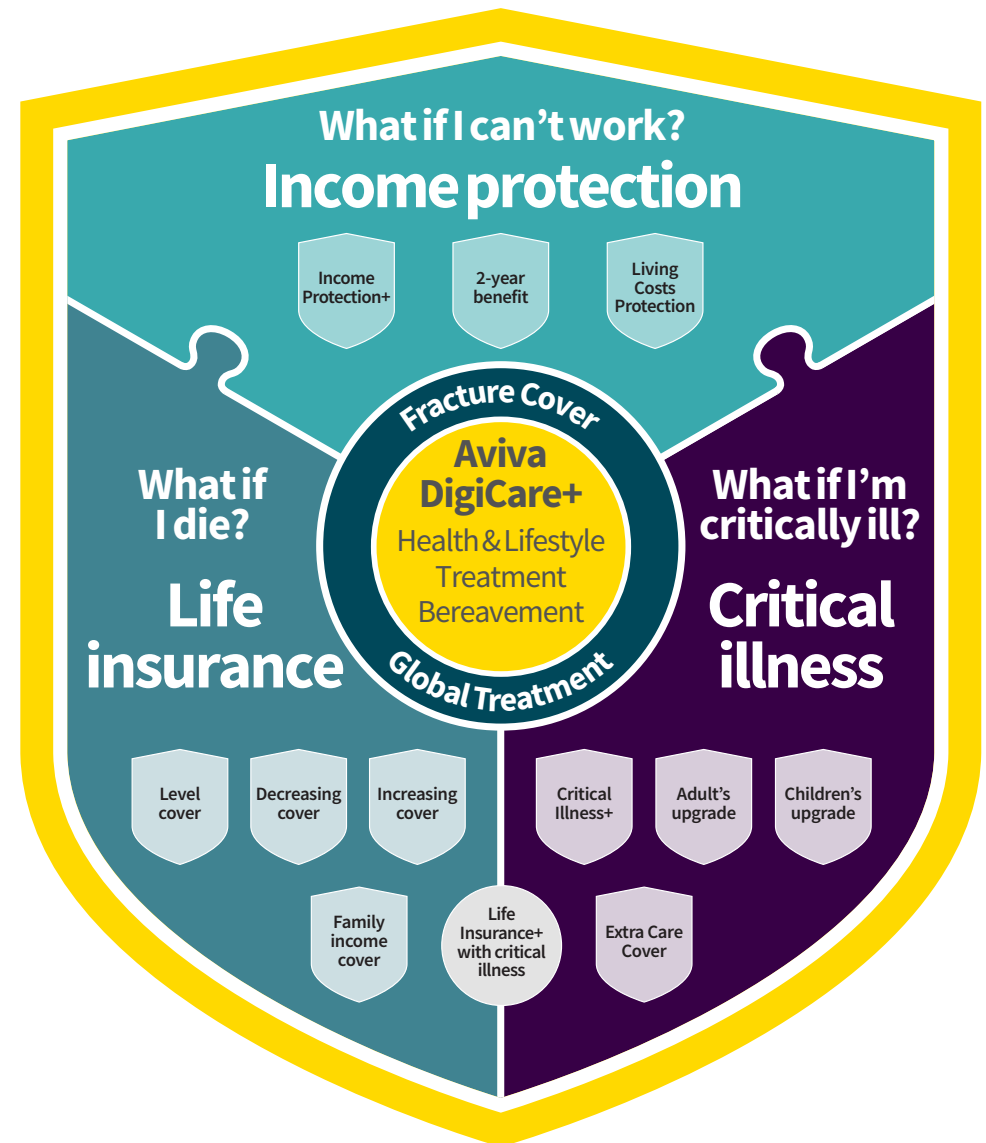 What if I can’t work?
Income protection
Income
Protection+
2-year
benefit
Living
Costs
Protection
Fracture Cover
Aviva
DigiCare+
Health & Lifestyle
Treatment
Bereavement
Global Treatment
What if
I die?
Life
insurance
What if I’m
critically ill?
Critical
illness
Level
cover
Decreasing
cover
Increasing
cover
Critical
Illness+
Adult’s
upgrade
Children’s
upgrade
Family
income
cover
Life
Insurance+
with critical
illness
Extra Care
Cover